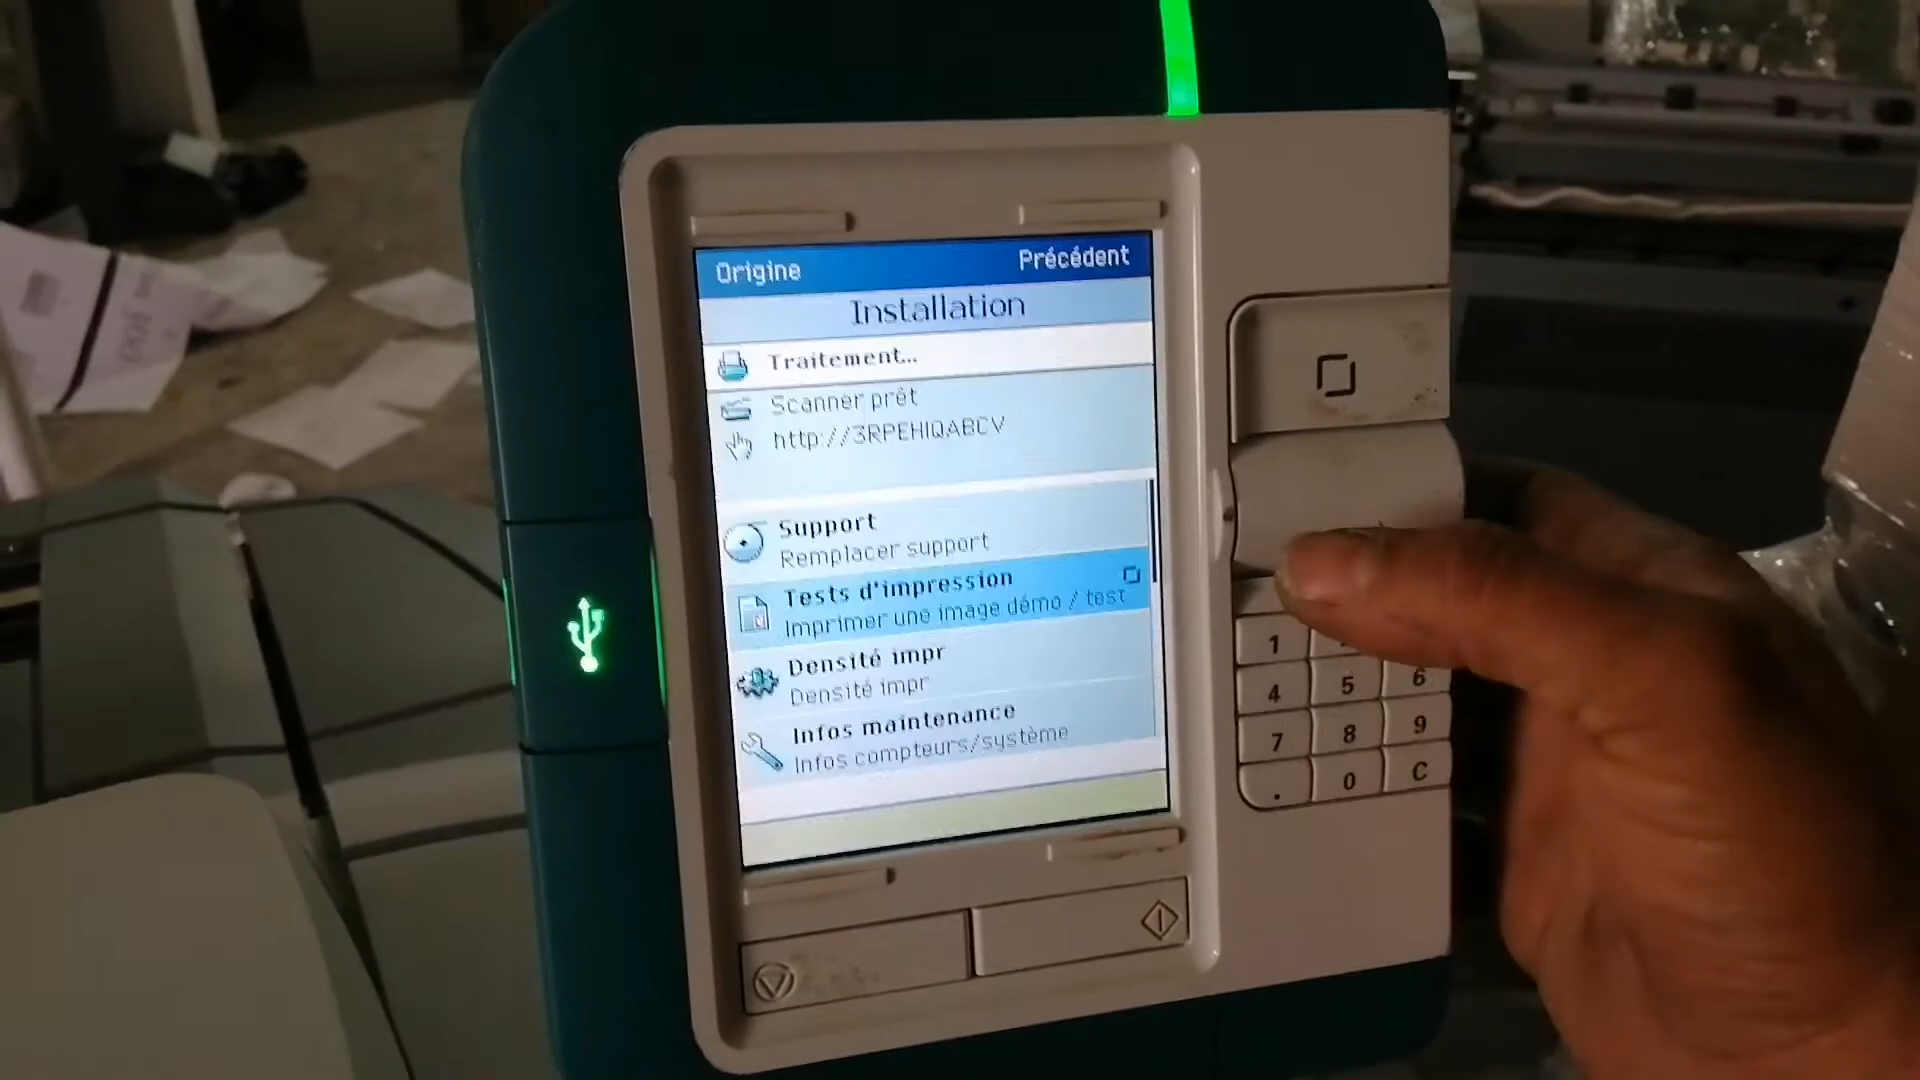 Origine
Précédent
Installation
Traitement...
Scanner prêt
http://3RPEHIQABCV
Support
Remplacer support
Tests d'impression
Imprimer une image démo / test
Densité impr
Densité impr
Infos maintenance
Infos compteurs/système
1
4 5 6
7 8 9
. 0 C